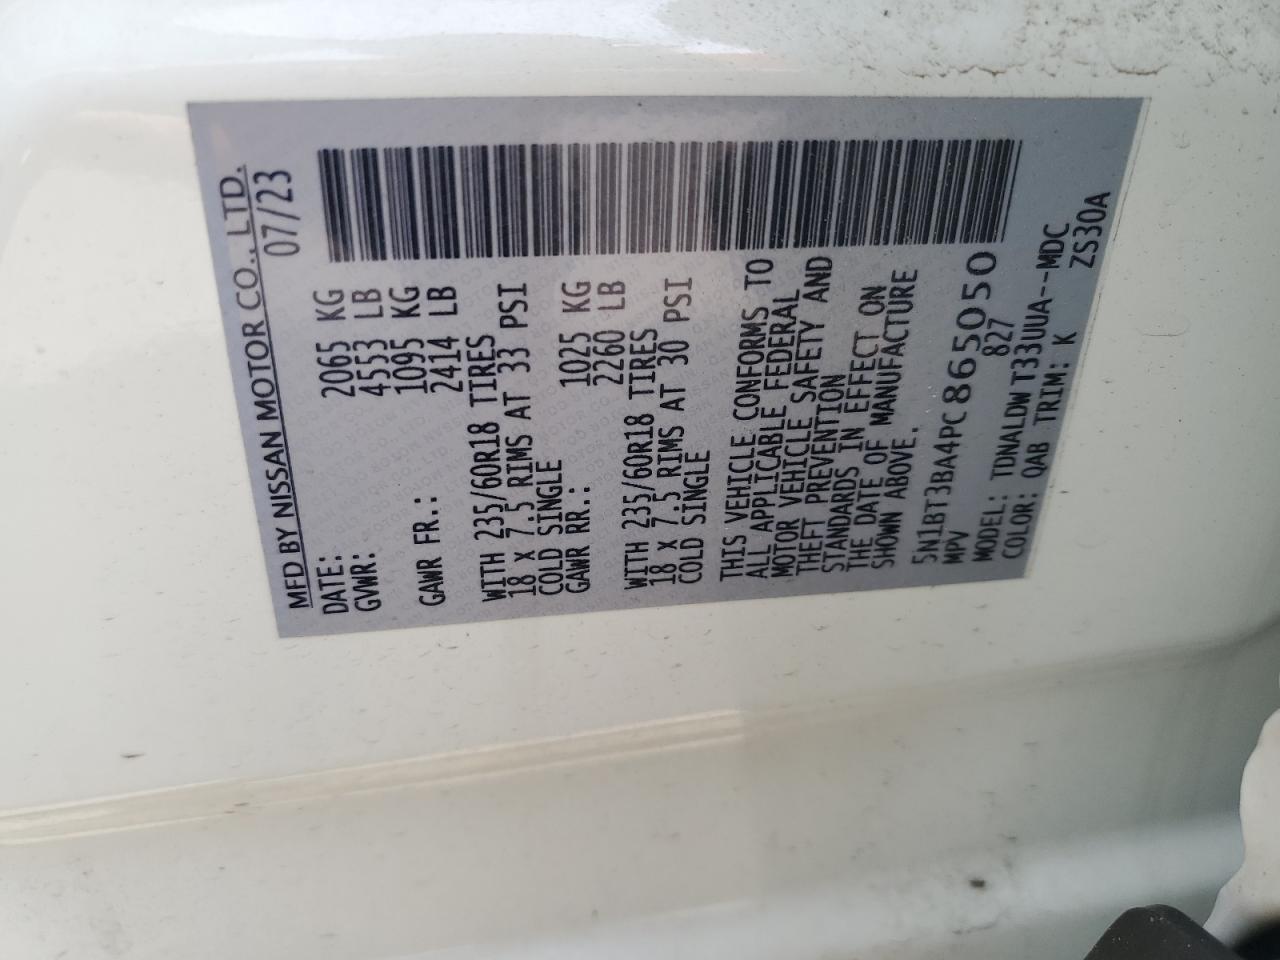 MFD BY NISSAN MOTOR CO., LTD.
DATE: 07/23
GVWR: 2065 KG
4553 LB
GAWR FR.: 1095 KG
2414 LB
WITH 235/60R18 TIRES
18 X 7.5 RIMS AT 33 PSI
COLD SINGLE
GAWR RR.: 1025 KG
2260 LB
WITH 235/60R18 TIRES
18 X 7.5 RIMS AT 30 PSI
COLD SINGLE
THIS VEHICLE CONFORMS TO
ALL APPLICABLE FEDERAL
MOTOR VEHICLE SAFETY AND
THEFT PREVENTION
STANDARDS IN EFFECT ON
THE DATE OF MANUFACTURE
SHOWN ABOVE.
5N1BT3BA4PC865050
MPV 827
MODEL: TDNALDWT33UUA--MDC
COLOR: QAB TRIM: K ZS30A